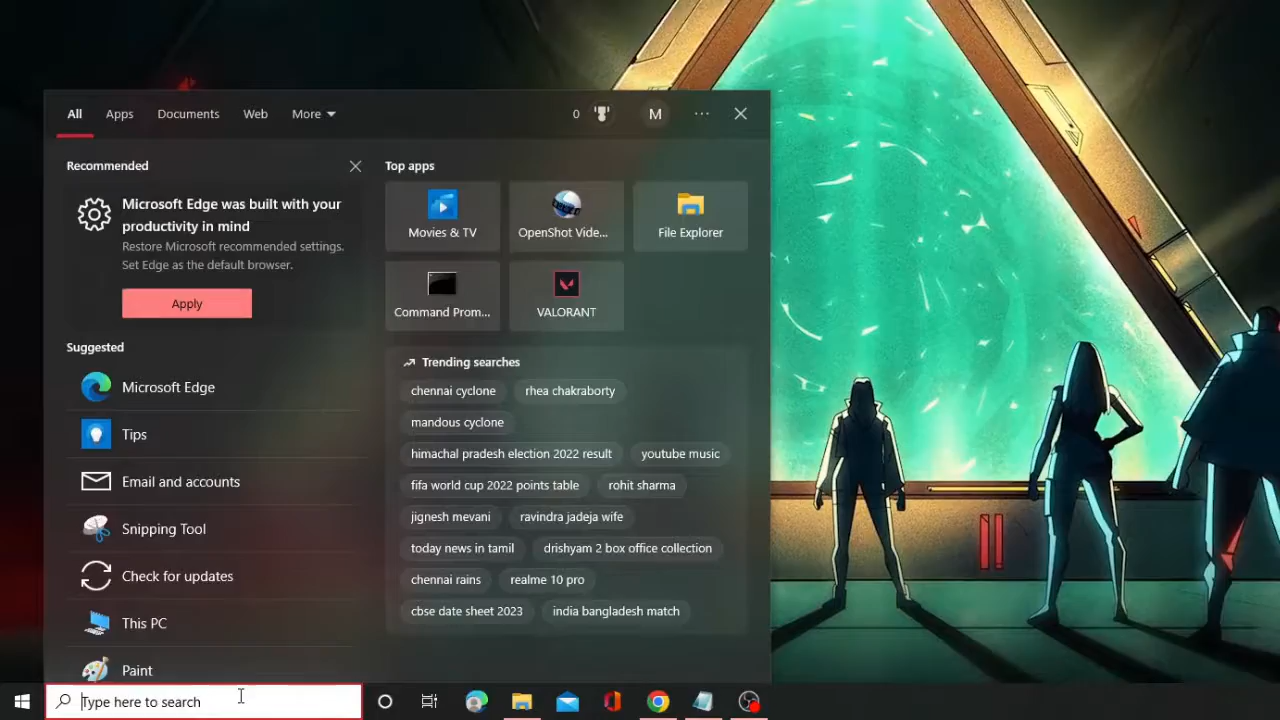 All Apps Documents Web More 0 M ...
Recommended
Microsoft Edge was built with your
productivity in mind
Restore Microsoft recommended settings.
Set Edge as the default browser.
Apply
Suggested
Microsoft Edge
Tips
Email and accounts
Snipping Tool
Check for updates
This PC
Paint
Top apps
Movies & TV
OpenShot Vide...
File Explorer
Command Prom...
VALORANT
Trending searches
chennai cyclone rhea chakraborty
mandous cyclone
himachal pradesh election 2022 result youtube music
fifa world cup 2022 points table rohit sharma
jignesh mevani ravindra jadeja wife
today news in tamil drishyam 2 box office collection
chennai rains realme 10 pro
cbse date sheet 2023 india bangladesh match
Type here to search